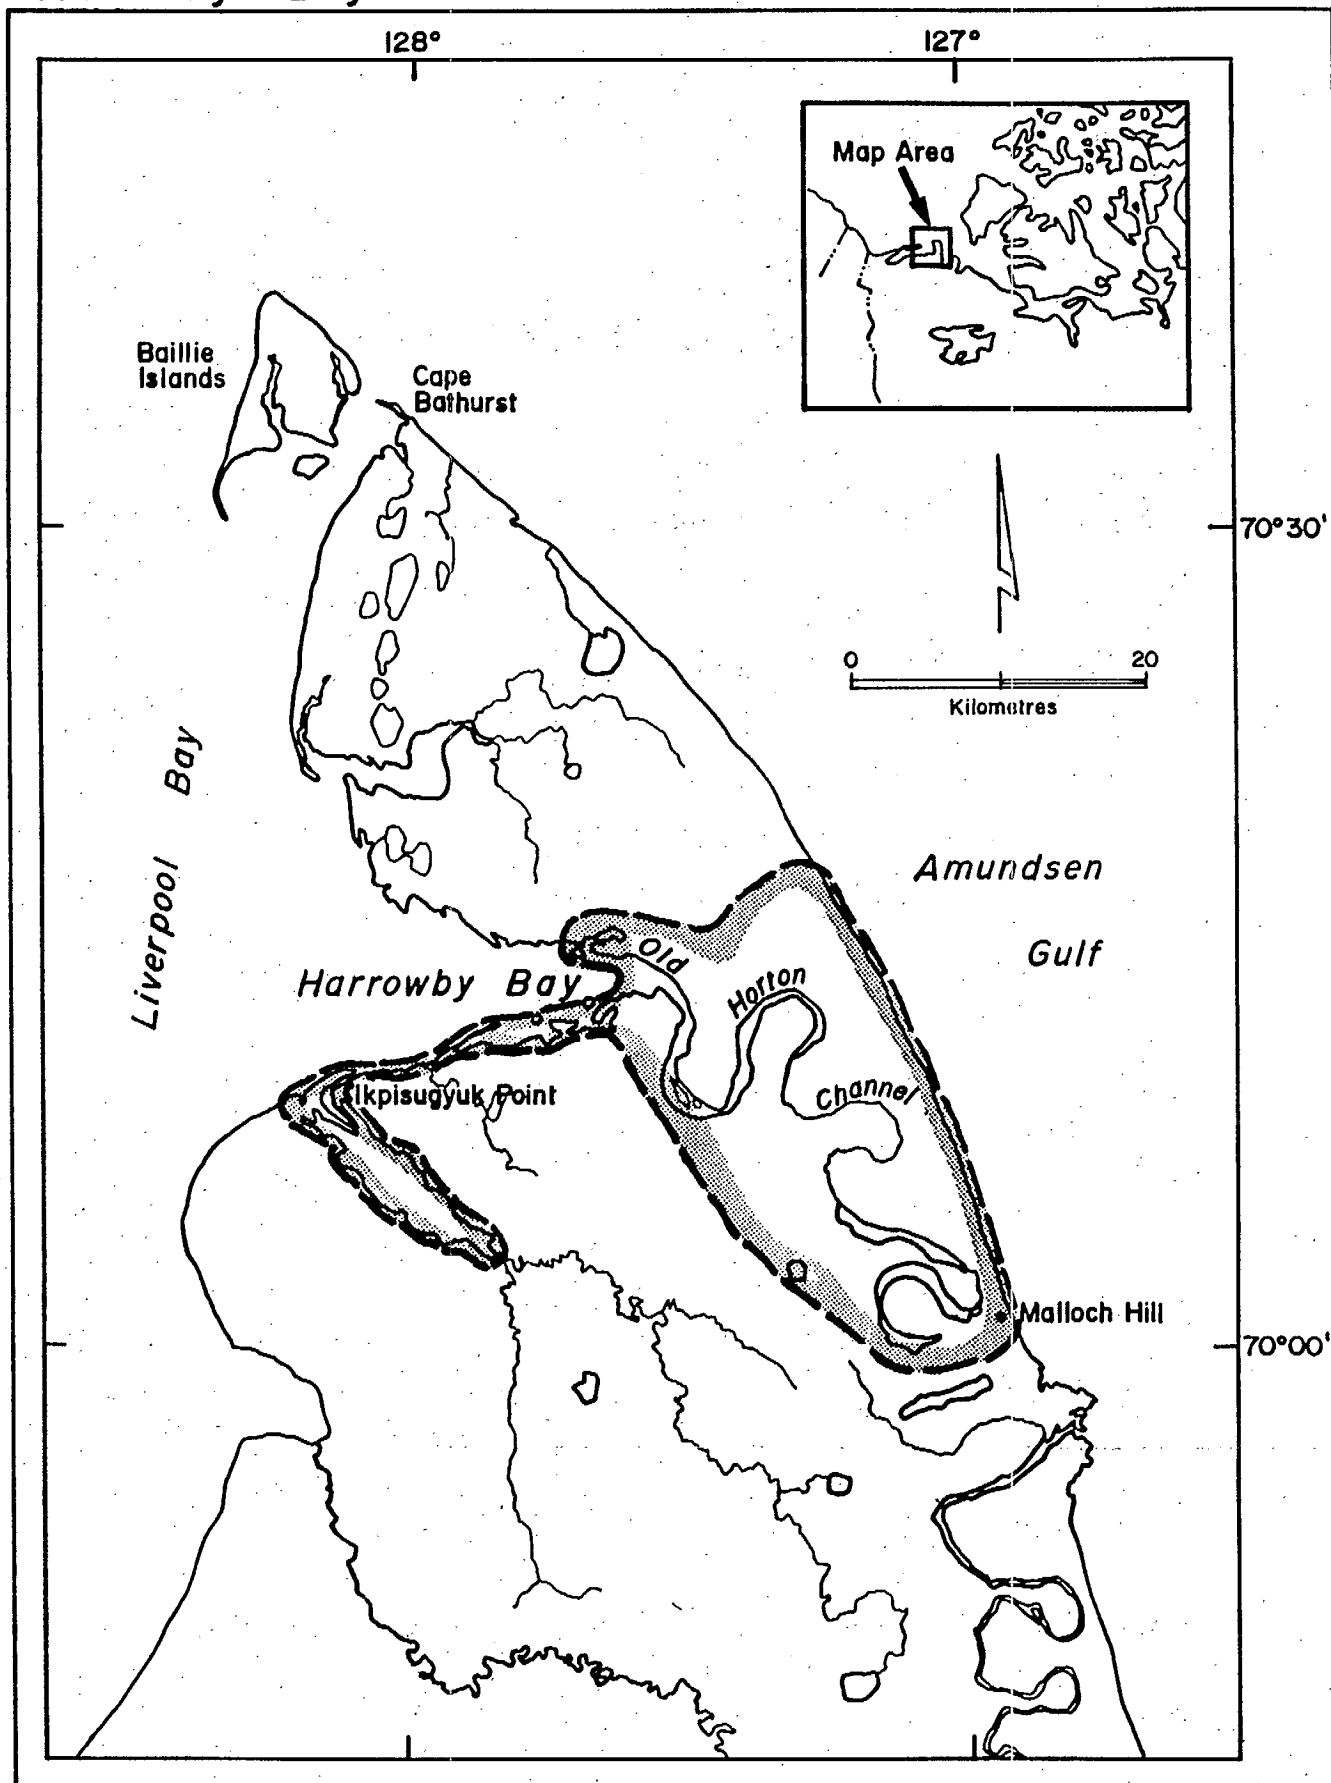 128°
127°
Map Area
Baillie
Islands
Cape
Bathurst
70°30'
0
20
Kilometres
Liverpool Bay
Amundsen
Gulf
Harrowby Bay
Old
Horton
Channel
Ikpisugyuk Point
Malloch Hill
70°00'